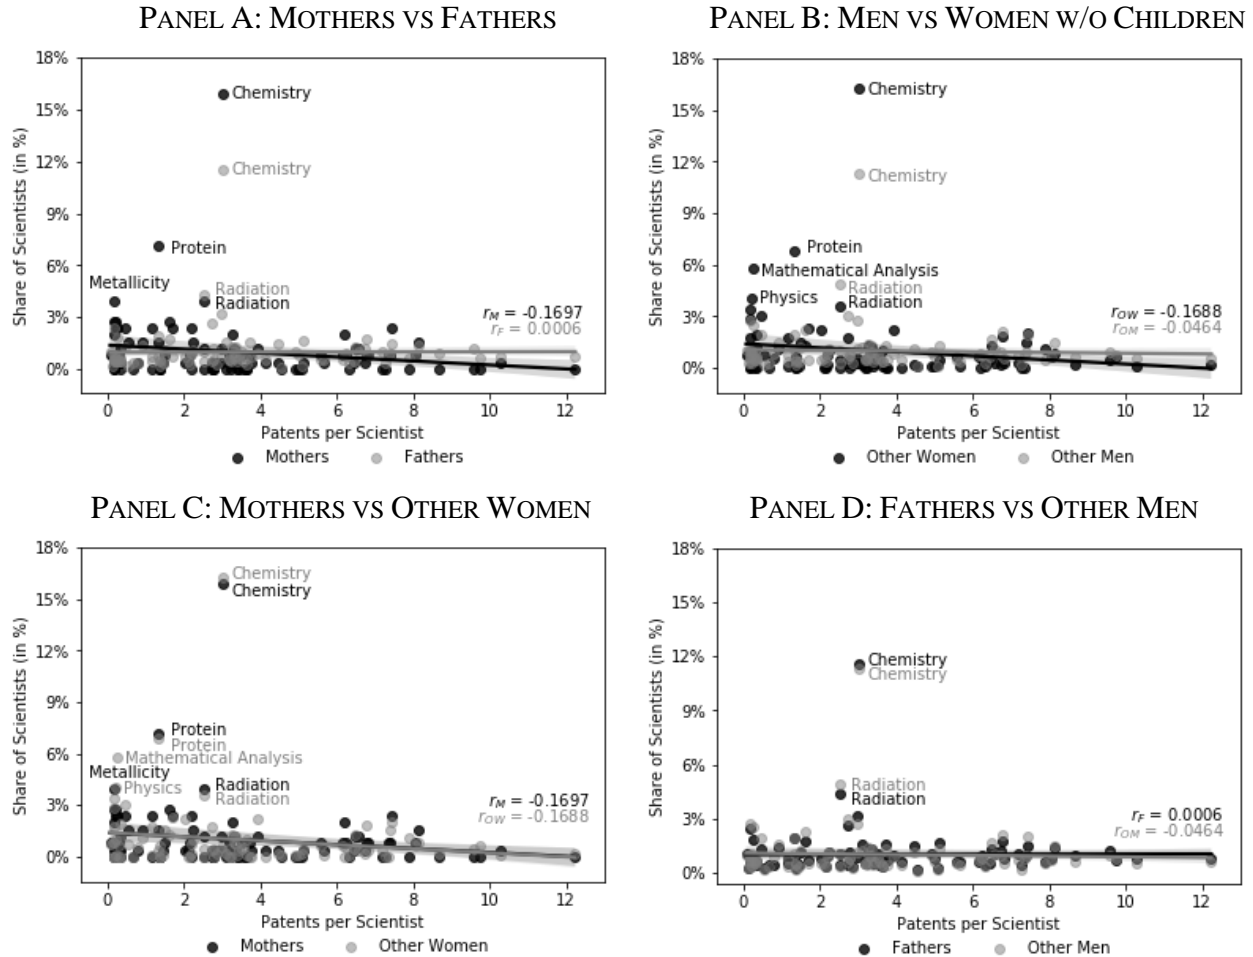 PANEL A: MOTHERS VS FATHERS
18%
15%
12%
9%
6%
3%
0%
Share of Scientists (in %)
Chemistry
Chemistry
Protein
Metallicity
Radiation
Radiation
r_M = -0.1697
r_F = 0.0006
0 2 4 6 8 10 12
Patents per Scientist
Mothers Fathers
PANEL B: MEN VS WOMEN W/O CHILDREN
18%
15%
12%
9%
6%
3%
0%
Share of Scientists (in %)
Chemistry
Chemistry
Protein
Mathematical Analysis
Physics
Radiation
Radiation
r_OW = -0.1688
r_OM = -0.0464
0 2 4 6 8 10 12
Patents per Scientist
Other Women Other Men
PANEL C: MOTHERS VS OTHER WOMEN
18%
15%
12%
9%
6%
3%
0%
Share of Scientists (in %)
Chemistry
Chemistry
Protein
Protein
Mathematical Analysis
Metallicity
Physics
Radiation
Radiation
r_M = -0.1697
r_OW = -0.1688
0 2 4 6 8 10 12
Patents per Scientist
Mothers Other Women
PANEL D: FATHERS VS OTHER MEN
18%
15%
12%
9%
6%
3%
0%
Share of Scientists (in %)
Chemistry
Chemistry
Radiation
Radiation
r_F = 0.0006
r_OM = -0.0464
0 2 4 6 8 10 12
Patents per Scientist
Fathers Other Men